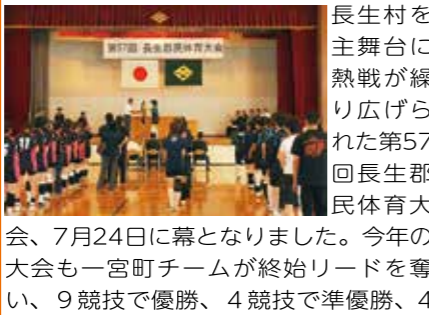 第57回 長生郡民体育大会
長生村を
主舞台に
熱戦が繰
り広げら
れた第57
回長生郡
民体育大
会、7月24日に幕となりました。今年の
大会も一宮町チームが終始リードを奪
い、９競技で優勝、４競技で準優勝、4